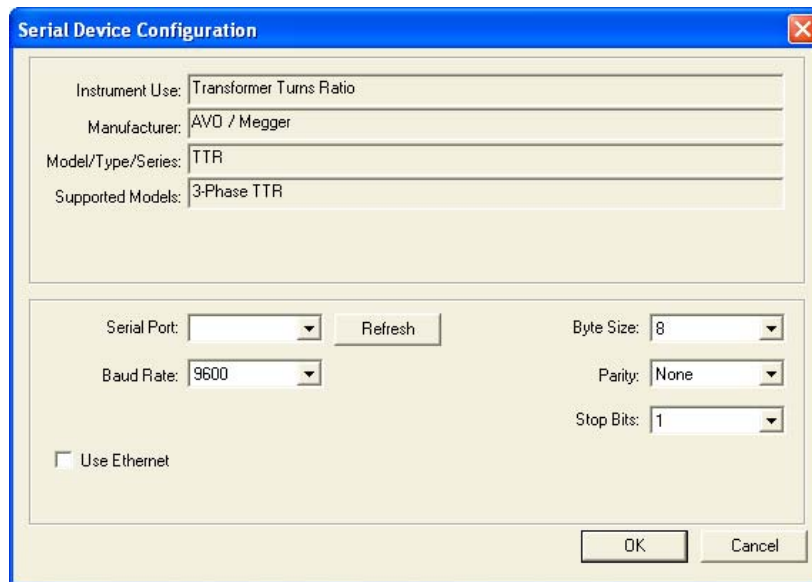 Serial Device Configuration
Instrument Use: Transformer Turns Ratio
Manufacturer: AVO / Megger
Model/Type/Series: TTR
Supported Models: 3-Phase TTR
Serial Port: Refresh Byte Size: 8
Baud Rate: 9600 Parity: None
Stop Bits: 1
Use Ethernet
OK Cancel